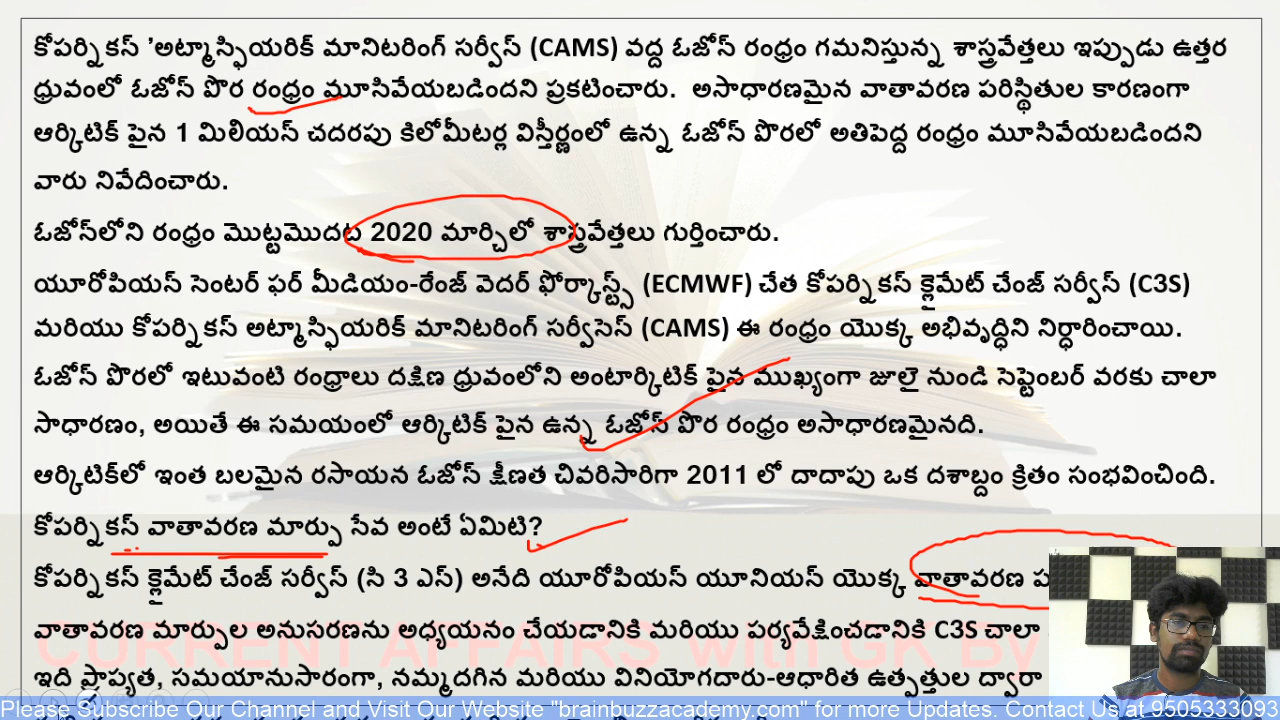 కోపర్నికస్ 'అట్మాస్ఫియరిక్ మానిటరింగ్ సర్వీస్ (CAMS) వద్ద ఓజోన్ రంధ్రం గమనిస్తున్న శాస్త్రవేత్తలు ఇప్పుడు ఉత్తర
ధ్రువంలో ఓజోన్ పొర రంధ్రం మూసివేయబడిందని ప్రకటించారు. అసాధారణమైన వాతావరణ పరిస్థితుల కారణంగా
ఆర్కిటిక్ పైన 1 మిలియన్ చదరపు కిలోమీటర్ల విస్తీర్ణంలో ఉన్న ఓజోన్ పొరలో అతిపెద్ద రంధ్రం మూసివేయబడిందని
వారు నివేదించారు.
ఓజోన్‌లోని రంధ్రం మొట్టమొదట 2020 మార్చిలో శాస్త్రవేత్తలు గుర్తించారు.
యూరోపియన్ సెంటర్ ఫర్ మీడియం-రేంజ్ వెదర్ ఫోర్కాస్ట్స్ (ECMWF) చేత కోపర్నికస్ క్లైమేట్ చేంజ్ సర్వీస్ (C3S)
మరియు కోపర్నికస్ అట్మాస్ఫియరిక్ మానిటరింగ్ సర్వీసెస్ (CAMS) ఈ రంధ్రం యొక్క అభివృద్ధిని నిర్ధారించాయి.
ఓజోన్ పొరలో ఇటువంటి రంధ్రాలు దక్షిణ ధ్రువంలోని అంటార్కిటిక్ పైన ముఖ్యంగా జూలై నుండి సెప్టెంబర్ వరకు చాలా
సాధారణం, అయితే ఈ సమయంలో ఆర్కిటిక్ పైన ఉన్న ఓజోన్ పొర రంధ్రం అసాధారణమైనది.
ఆర్కిటిక్‌లో ఇంత బలమైన రసాయన ఓజోన్ క్షీణత చివరిసారిగా 2011 లో దాదాపు ఒక దశాబ్దం క్రితం సంభవించింది.
కోపర్నికస్ వాతావరణ మార్పు సేవ అంటే ఏమిటి?
కోపర్నికస్ క్లైమేట్ చేంజ్ సర్వీస్ (సి 3 ఎస్) అనేది యూరోపియన్ యూనియన్ యొక్క వాతావరణ
వాతావరణ మార్పుల అనుసరణను అధ్యయనం చేయడానికి మరియు పర్యవేక్షించడానికి C3S చాలా
ఇది ప్రాప్యత, సమయానుసారంగా, నమ్మదగిన మరియు వినియోగదారు-ఆధారిత ఉత్పత్తుల ద్వారా
CURRENT AFFAIRS with GK By
Please Subscribe Our Channel and Visit Our Website "brainbuzzacademy.com" for more Updates. Contact Us at 9505333093